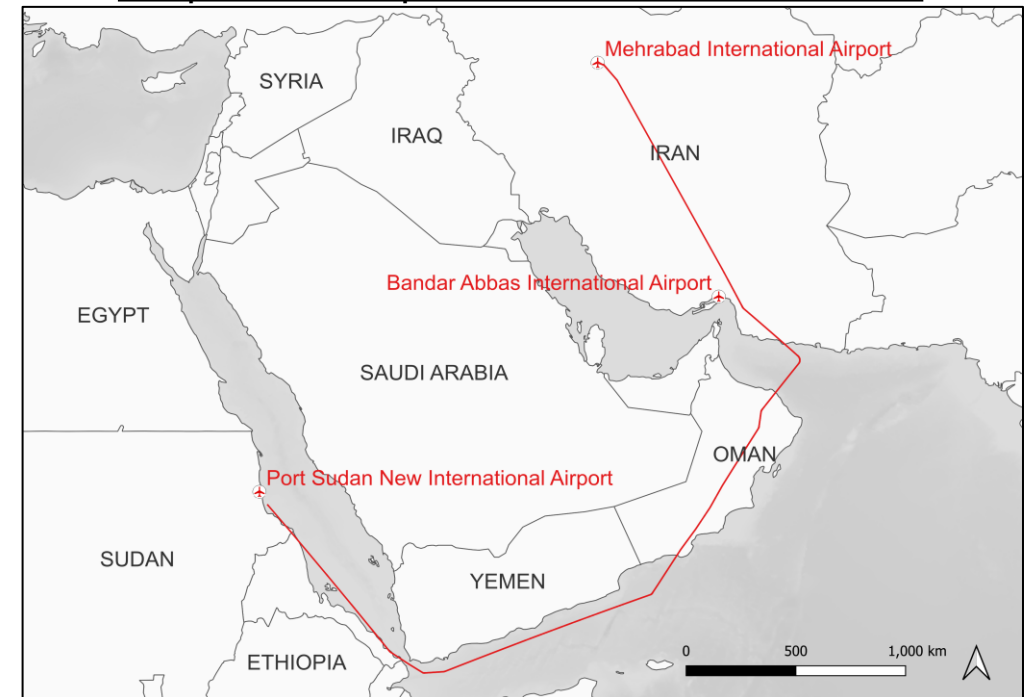 Mehrabad International Airport
SYRIA
IRAQ
IRAN
Bandar Abbas International Airport
EGYPT
SAUDI ARABIA
OMAN
Port Sudan New International Airport
SUDAN
YEMEN
0 500 1,000 km
ETHIOPIA